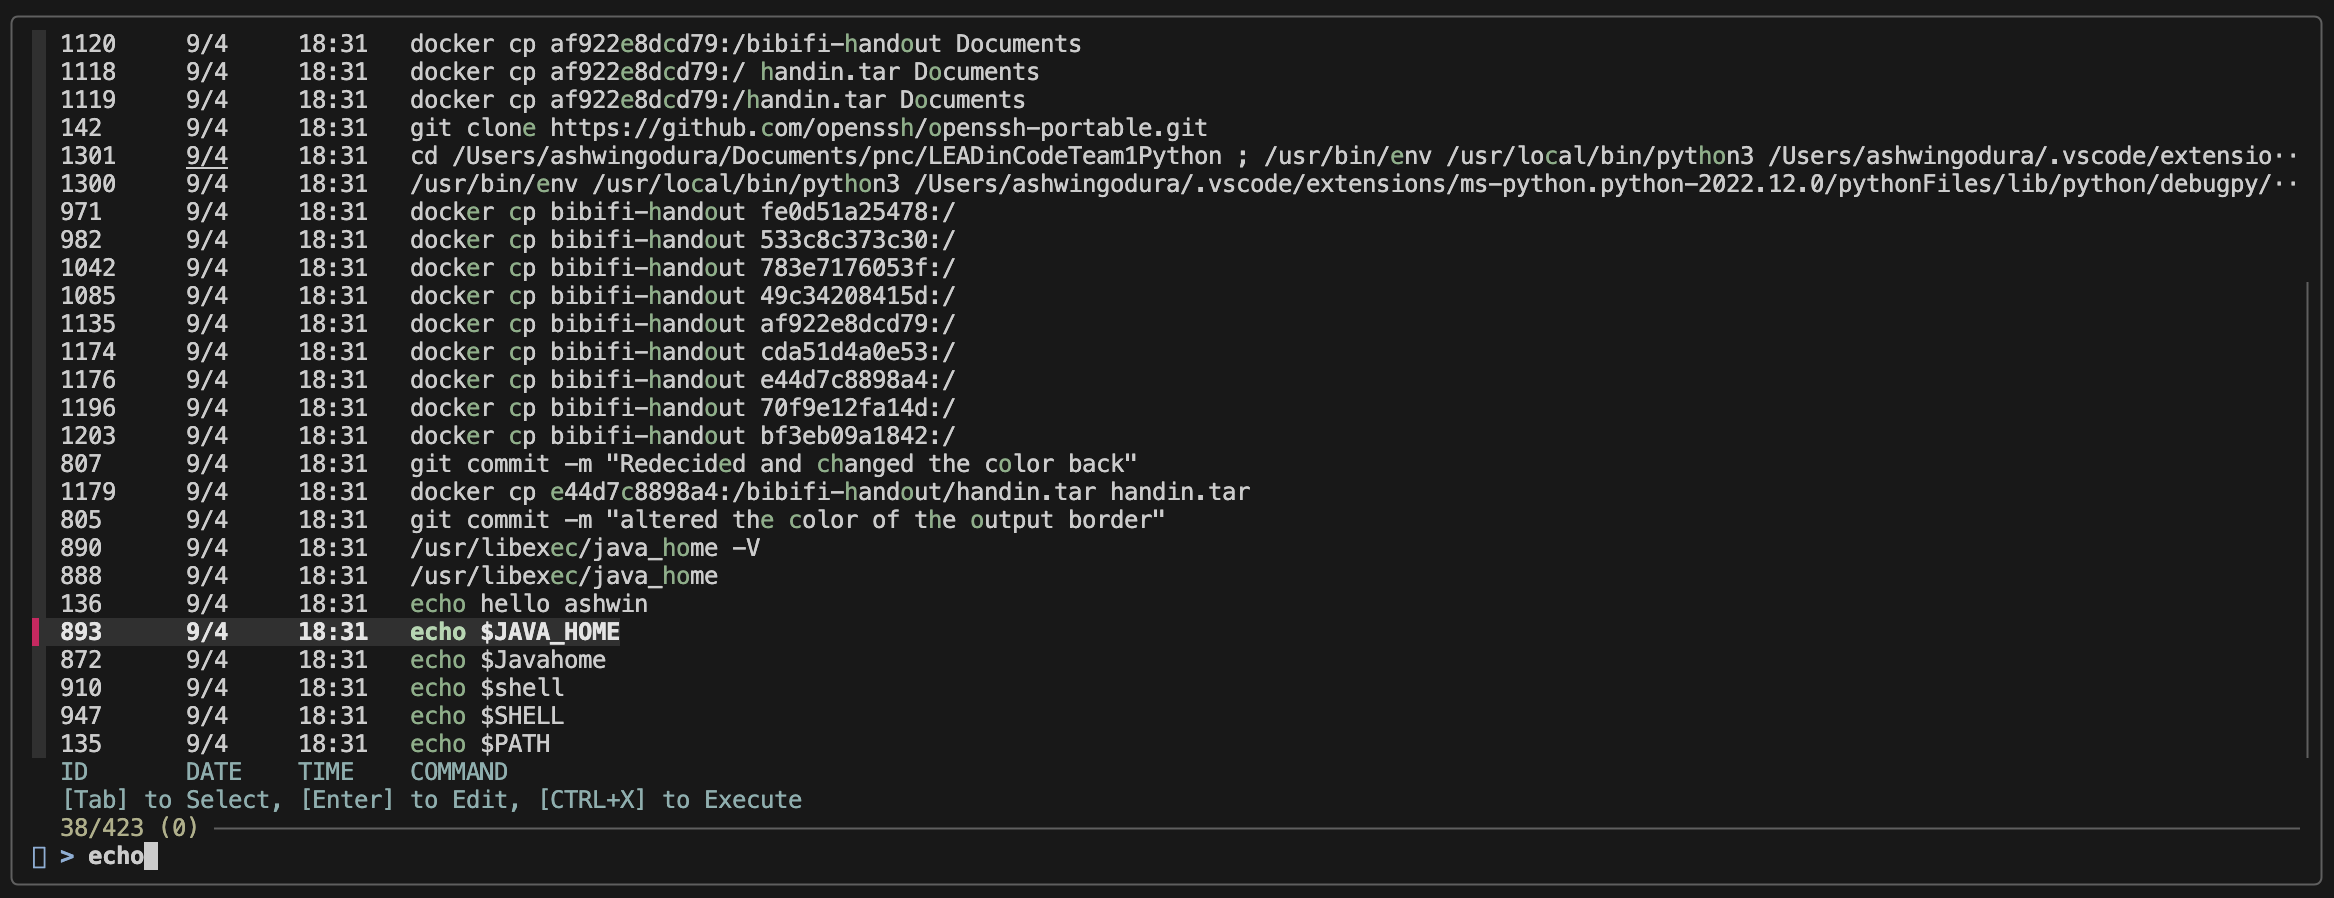 1120 9/4 18:31 docker cp af922e8dcd79:/bibifi-handout Documents
1118 9/4 18:31 docker cp af922e8dcd79:/ handin.tar Documents
1119 9/4 18:31 docker cp af922e8dcd79:/handin.tar Documents
142 9/4 18:31 git clone https://github.com/openssh/openssh-portable.git
1301 9/4 18:31 cd /Users/ashwingodura/Documents/pnc/LEADinCodeTeam1Python ; /usr/bin/env /usr/local/bin/python3 /Users/ashwingodura/.vscode/extensio··
1300 9/4 18:31 /usr/bin/env /usr/local/bin/python3 /Users/ashwingodura/.vscode/extensions/ms-python.python-2022.12.0/pythonFiles/lib/python/debugpy/··
971 9/4 18:31 docker cp bibifi-handout fe0d51a25478:/
982 9/4 18:31 docker cp bibifi-handout 533c8c373c30:/
1042 9/4 18:31 docker cp bibifi-handout 783e7176053f:/
1085 9/4 18:31 docker cp bibifi-handout 49c34208415d:/
1135 9/4 18:31 docker cp bibifi-handout af922e8dcd79:/
1174 9/4 18:31 docker cp bibifi-handout cda51d4a0e53:/
1176 9/4 18:31 docker cp bibifi-handout e44d7c8898a4:/
1196 9/4 18:31 docker cp bibifi-handout 70f9e12fa14d:/
1203 9/4 18:31 docker cp bibifi-handout bf3eb09a1842:/
807 9/4 18:31 git commit -m "Redecided and changed the color back"
1179 9/4 18:31 docker cp e44d7c8898a4:/bibifi-handout/handin.tar handin.tar
805 9/4 18:31 git commit -m "altered the color of the output border"
890 9/4 18:31 /usr/libexec/java_home -V
888 9/4 18:31 /usr/libexec/java_home
136 9/4 18:31 echo hello ashwin
893 9/4 18:31 echo $JAVA_HOME
872 9/4 18:31 echo $Javahome
910 9/4 18:31 echo $shell
947 9/4 18:31 echo $SHELL
135 9/4 18:31 echo $PATH
ID DATE TIME COMMAND
[Tab] to Select, [Enter] to Edit, [CTRL+X] to Execute
38/423 (0)
> echo